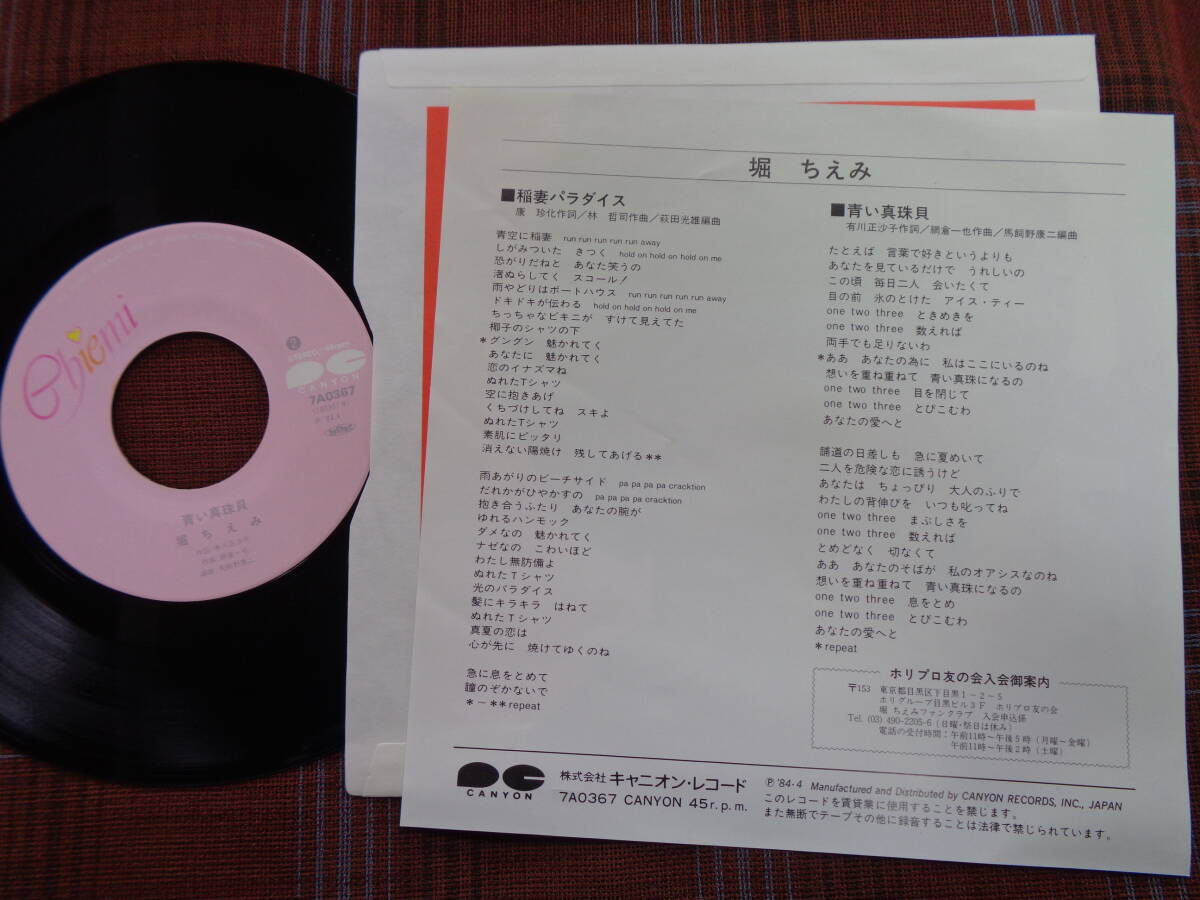 Chiemi
2
STEREO/45rpm
CANYON
7A0367
青い真珠貝
堀ちえみ
堀 ちえみ
■稲妻パラダイス
康 珍化作詞/林 哲司作曲/萩田光雄編曲
青空に稲妻 run run run run run away
しがみついた きつく hold on hold on hold on me
恐がりだねと あなた笑うの
渚ぬらしてく スコール!
雨やどりはボートハウス run run run run run away
ドキドキが伝わる hold on hold on hold on me
ちっちゃなビキニが すけて見えてた
椰子のシャツの下
*グングン 魅かれてく
あなたに 魅かれてく
恋のイナズマね
ぬれたTシャツ
空に抱きあげ
くちづけしてね スキよ
ぬれたTシャツ
素肌にピッタリ
消えない陽焼け 残してあげる**
雨あがりのビーチサイド pa pa pa pa cracktion
だれかがひやかすの pa pa pa pa cracktion
抱き合うふたり あなたの腕が
ゆれるハンモック
ダメなの 魅かれてく
ナゼなの こわいほど
わたし無防備よ
ぬれたTシャツ
光のパラダイス
髪にキラキラ はねて
ぬれたTシャツ
真夏の恋は
心が先に 焼けてゆくのね
急に息をとめて
瞳のぞかないで
*-**repeat
■青い真珠貝
有川正沙子作詞/網倉一也作曲/馬飼野康二編曲
たとえば 言葉で好きというよりも
あなたを見ているだけで うれしいの
この頃 毎日二人 会いたくて
目の前 氷のとけた アイス・ティー
one two three ときめきを
one two three 数えれば
両手でも足りないわ
*ああ あなたの為に 私はここにいるのね
想いを重ね重ねて 青い真珠になるの
one two three 目を閉じて
one two three とびこむわ
あなたの愛へと
舗道の日差しも 急に夏めいて
二人を危険な恋に誘うけど
あなたは ちょっぴり 大人のふりで
わたしの背伸びを いつも叱ってね
one two three まぶしさを
one two three 数えれば
とめどなく 切なくて
ああ あなたのそばが 私のオアシスなのね
想いを重ね重ねて 青い真珠になるの
one two three 息をとめ
one two three とびこむわ
あなたの愛へと
*repeat
ホリプロ友の会入会御案内
〒153 東京都目黒区下目黒1-2-5
ホリグループ目黒ビル3F ホリプロ友の会
堀 ちえみファンクラブ 入会申込係
Tel. (03) 490-2205-6 (日曜・祭日は休み)
電話の受付時間:午前11時~午後5時 (月曜~金曜)
午前11時~午後2時 (土曜)
CANYON
株式会社 キャニオン・レコード
7A0367 CANYON 45r.p.m.
Ⓟ '84・4 Manufactured and Distributed by CANYON RECORDS, INC., JAPAN
このレコードを賃貸業に使用することを禁じます。
また無断でテープその他に録音することは法律で禁じられています。